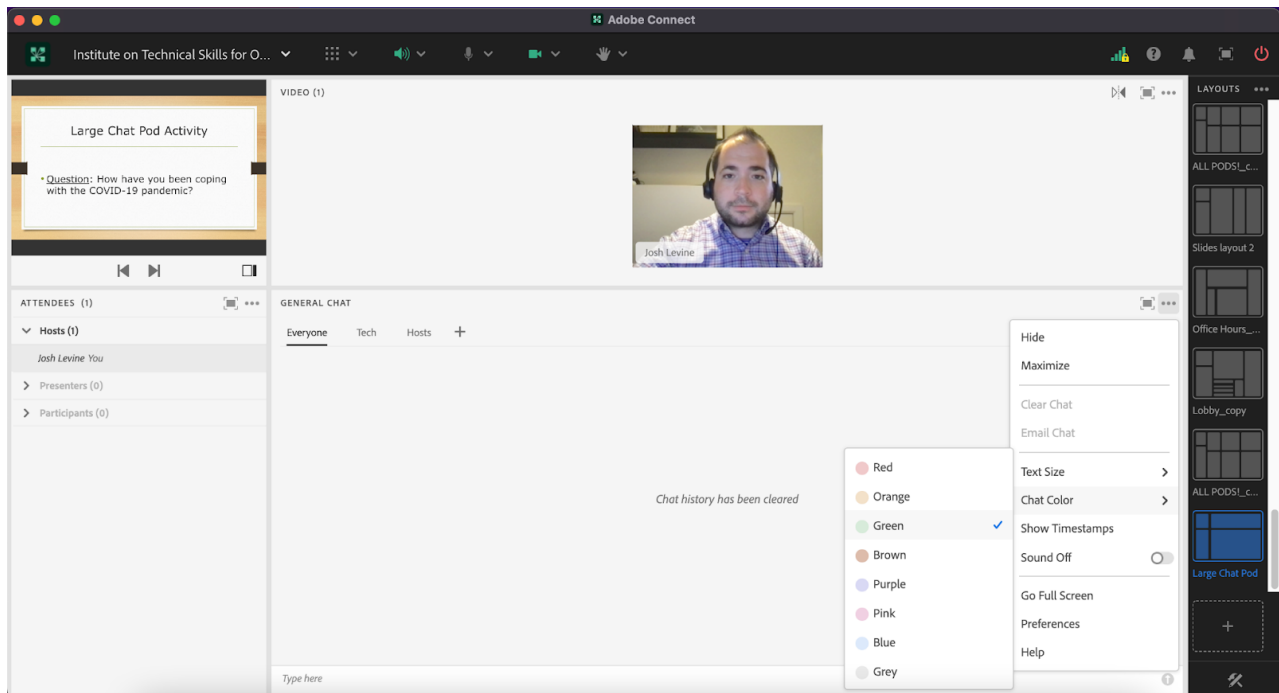 Adobe Connect
Institute on Technical Skills for O...
Large Chat Pod Activity
• Question: How have you been coping
with the COVID-19 pandemic?
VIDEO (1)
Josh Levine
ATTENDEES (1)
Hosts (1)
Josh Levine You
Presenters (0)
Participants (0)
GENERAL CHAT
Everyone Tech Hosts
Chat history has been cleared
Type here
Hide
Maximize
Clear Chat
Email Chat
Text Size
Chat Color
Show Timestamps
Sound Off
Go Full Screen
Preferences
Help
Red
Orange
Green
Brown
Purple
Pink
Blue
Grey
LAYOUTS
ALL PODS!_c...
Slides layout 2
Office Hours_...
Lobby_copy
ALL PODS!_c...
Large Chat Pod